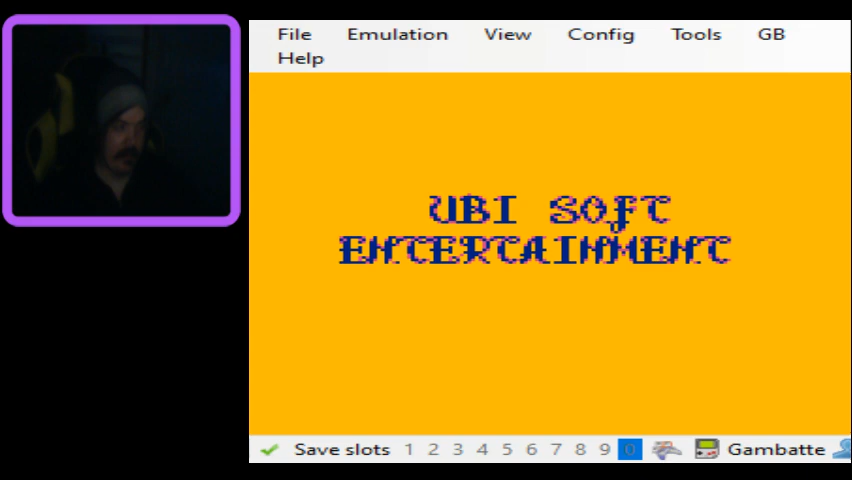 File Emulation View Config Tools GB
Help
UBI SOFT
ENTERTAINMENT
Save slots 1 2 3 4 5 6 7 8 9 0 Gambatte